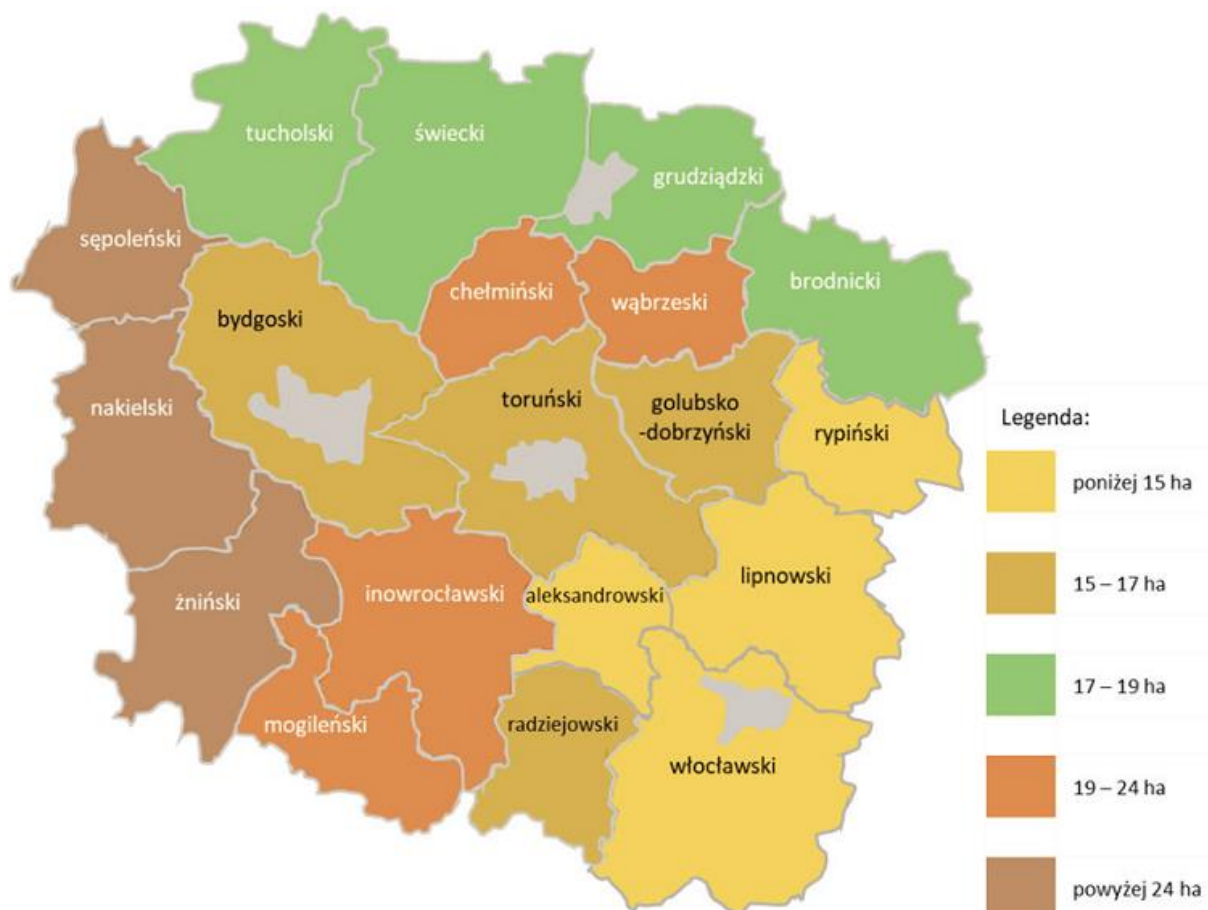 tucholski
świecki
grudziądzki
sępoleński
brodnicki
chełmiński
wąbrzeski
bydgoski
nakielski
toruński
golubsko
-dobrzyński
rypiński
żniński
inowrocławski
aleksandrowski
lipnowski
mogileński
radziejowski
włocławski
Legenda:
poniżej 15 ha
15 – 17 ha
17 – 19 ha
19 – 24 ha
powyżej 24 ha